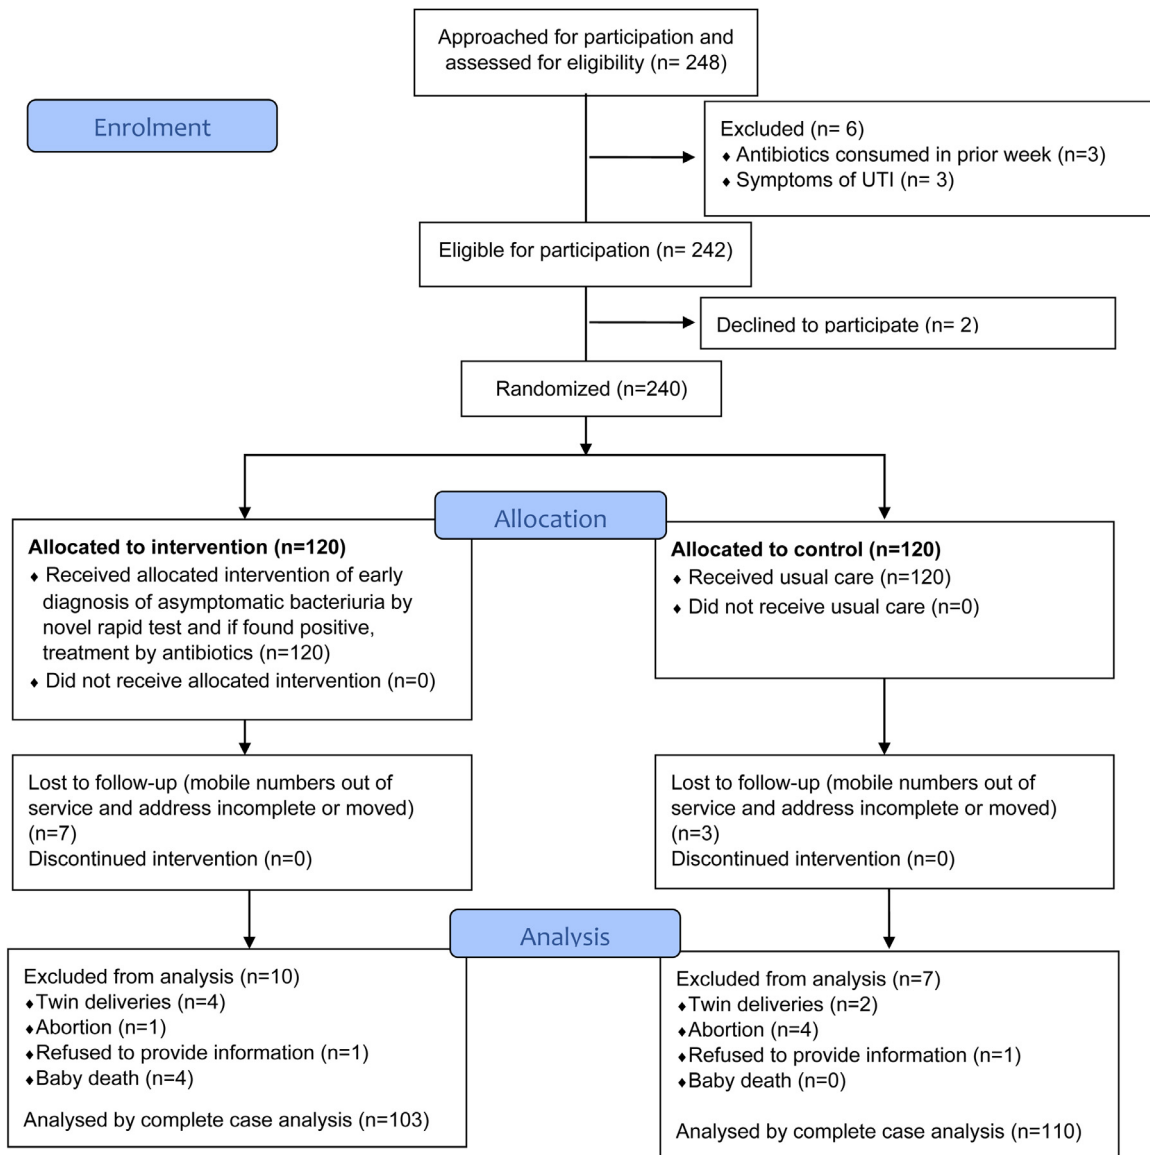 Approached for participation and
assessed for eligibility (n= 248)
Enrolment
Excluded (n= 6)
♦ Antibiotics consumed in prior week (n=3)
♦ Symptoms of UTI (n= 3)
Eligible for participation (n= 242)
Declined to participate (n= 2)
Randomized (n=240)
Allocation
Allocated to intervention (n=120)
♦ Received allocated intervention of early
diagnosis of asymptomatic bacteriuria by
novel rapid test and if found positive,
treatment by antibiotics (n=120)
♦ Did not receive allocated intervention (n=0)
Allocated to control (n=120)
♦ Received usual care (n=120)
♦ Did not receive usual care (n=0)
Lost to follow-up (mobile numbers out of
service and address incomplete or moved)
(n=7)
Discontinued intervention (n=0)
Lost to follow-up (mobile numbers out of
service and address incomplete or moved)
(n=3)
Discontinued intervention (n=0)
Analysis
Excluded from analysis (n=10)
♦Twin deliveries (n=4)
♦Abortion (n=1)
♦Refused to provide information (n=1)
♦Baby death (n=4)
Analysed by complete case analysis (n=103)
Excluded from analysis (n=7)
♦Twin deliveries (n=2)
♦Abortion (n=4)
♦Refused to provide information (n=1)
♦Baby death (n=0)
Analysed by complete case analysis (n=110)